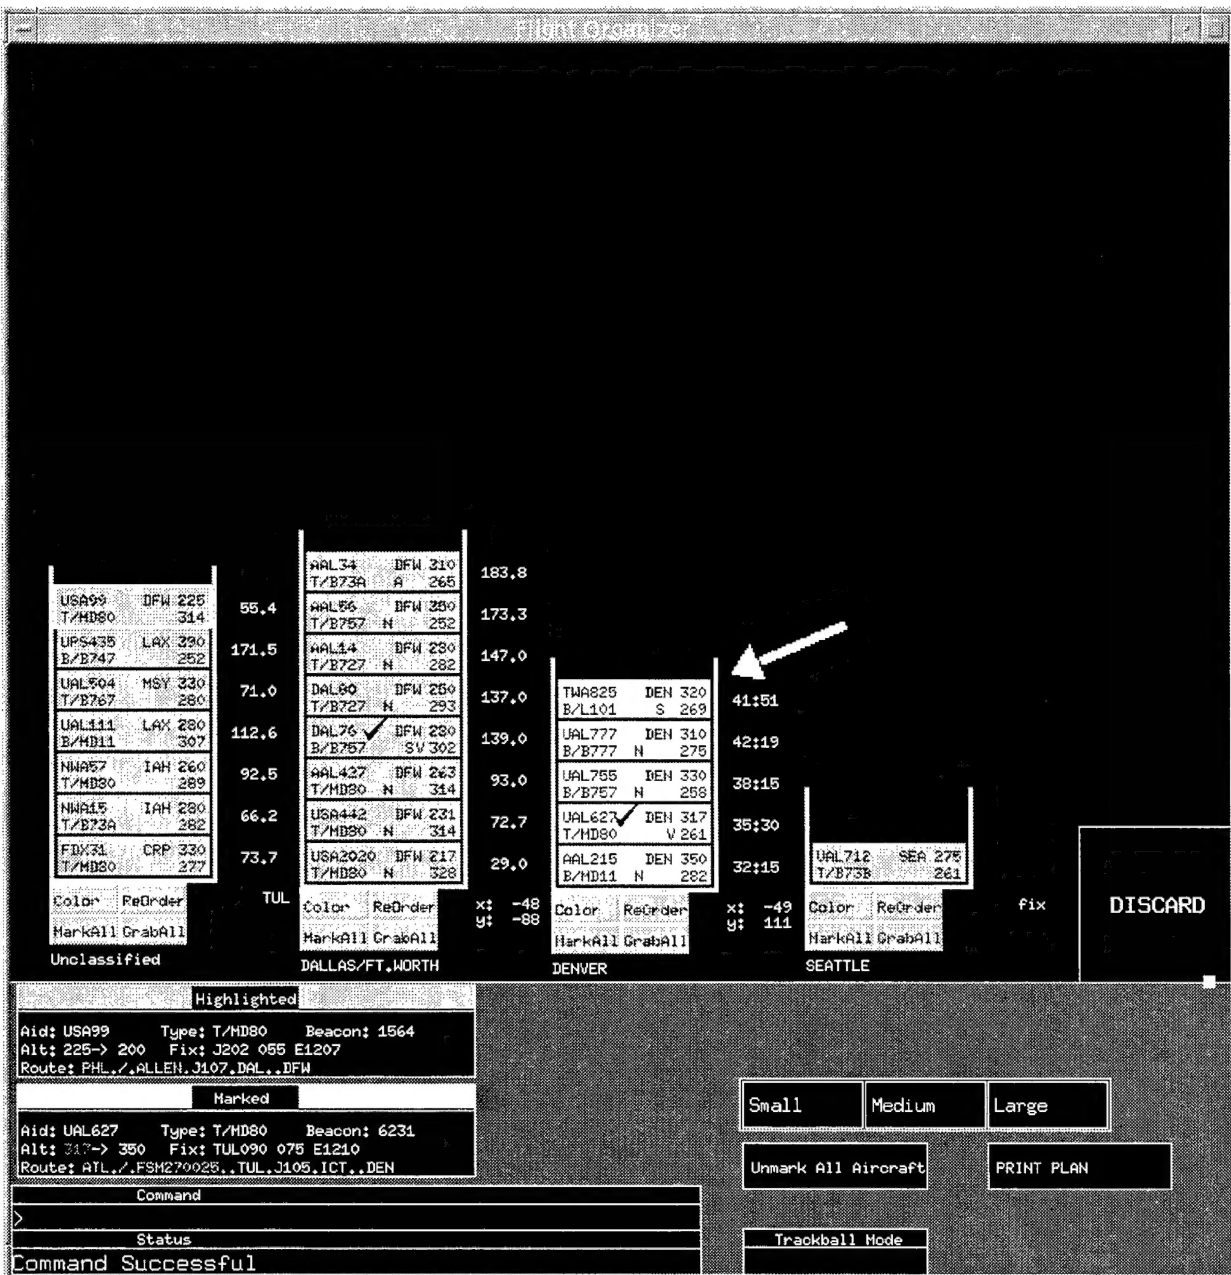 Flight Organizer
USA99 DFW 225
T/MD80 314
55.4
UPS435 LAX 390
B/B747 252
171.5
UAL504 MSY 330
T/B767 280
71.0
UAL111 LAX 280
B/MD11 307
112.6
NWA57 IAH 260
T/MD80 289
92.5
NWA15 IAH 280
T/B73A 282
66.2
FDX31 CRP 330
T/MD80 277
73.7
Color ReOrder
TUL
MarkAll GrabAll
Unclassified
AAL34 DFW 310
T/B73A A 265
183.8
AAL56 DFW 350
T/B757 N 252
173.3
AAL14 DFW 230
T/B727 N 282
147.0
DAL80 DFW 250
T/B727 N 293
137.0
DAL76 DFW 230
B/B757 SV 302
139.0
AAL427 DFW 263
T/MD80 N 314
93.0
USA442 DFW 231
T/MD80 N 314
72.7
USA2020 DFW 217
T/MD80 N 328
29.0
Color ReOrder
MarkAll GrabAll
x: -48
y: -88
DALLAS/FT.WORTH
TWA825 DEN 320
B/L101 S 269
41:51
UAL777 DEN 310
B/B777 N 275
42:19
UAL755 DEN 330
B/B757 N 258
38:15
UAL627 DEN 317
T/MD80 V 261
35:30
AAL215 DEN 350
B/MD11 N 282
32:15
Color ReOrder
MarkAll GrabAll
x: -49
y: 111
DENVER
UAL712 SEA 275
T/B73B 261
Color ReOrder
fix
MarkAll GrabAll
SEATTLE
DISCARD
Highlighted
Aid: USA99 Type: T/MD80 Beacon: 1564
Alt: 225-> 200 Fix: J202 055 E1207
Route: PHL./.ALLEN.J107.DAL..DFW
Marked
Aid: UAL627 Type: T/MD80 Beacon: 6231
Alt: 317-> 350 Fix: TUL090 075 E1210
Route: ATL./.FSM270025..TUL.J105.ICT..DEN
Command
>
Status
Command Successful
Small Medium Large
Unmark All Aircraft PRINT PLAN
Trackball Mode